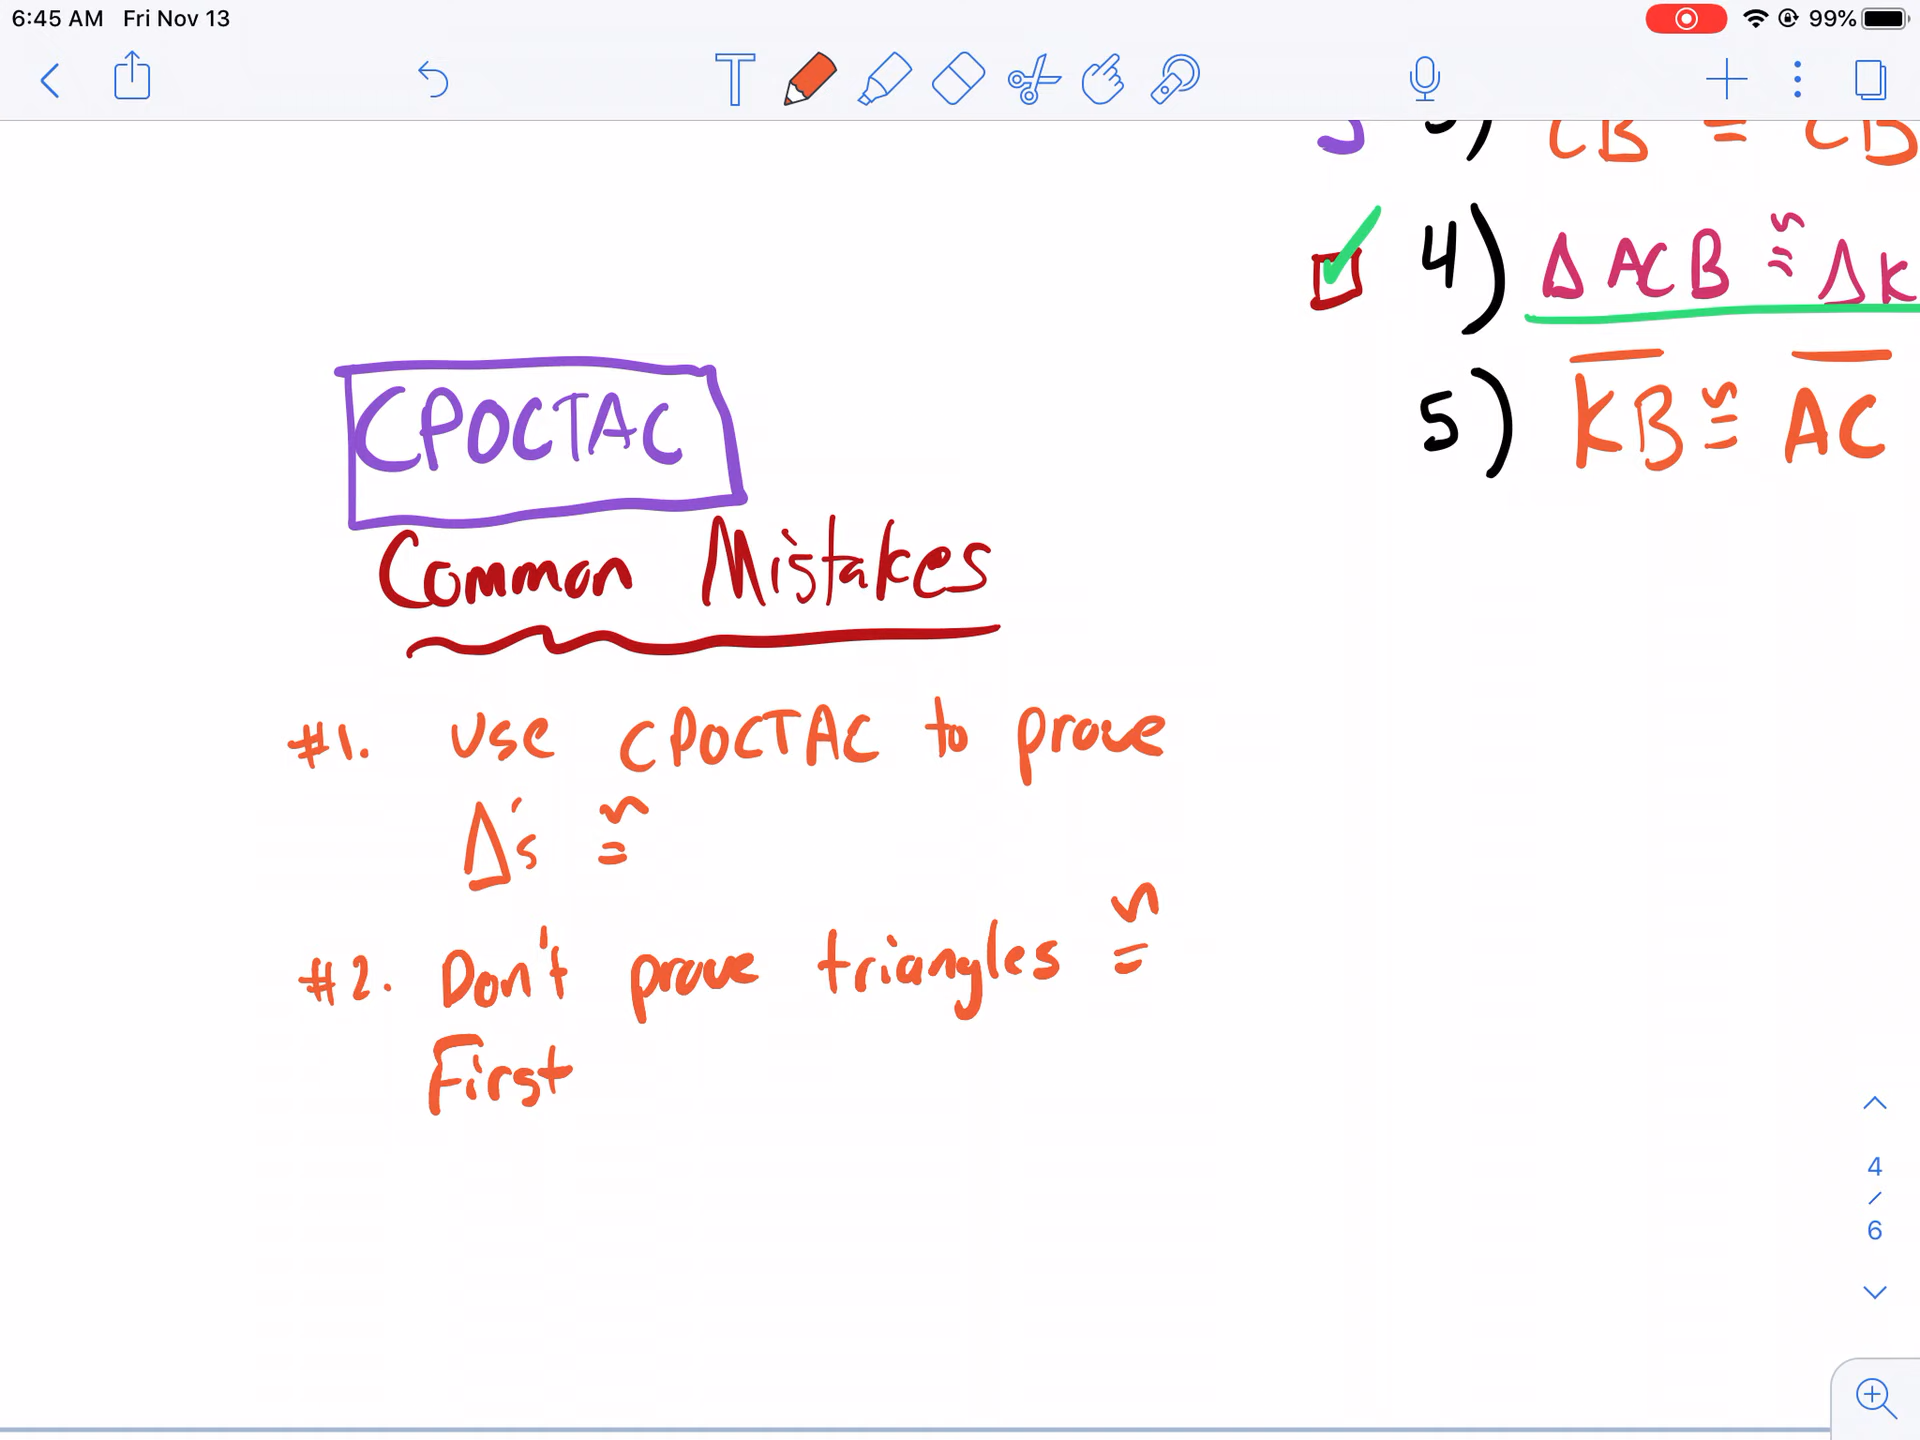 6:45 AM Fri Nov 13
99%
T
CB ≅ CB
4) Δ ACB ≅ Δ K
5) KB ≅ AC
CPOCTAC
Common Mistakes
#1. Use CPOCTAC to prove
Δ's ≅
#2. Don't prove triangles ≅
First
4
/
6